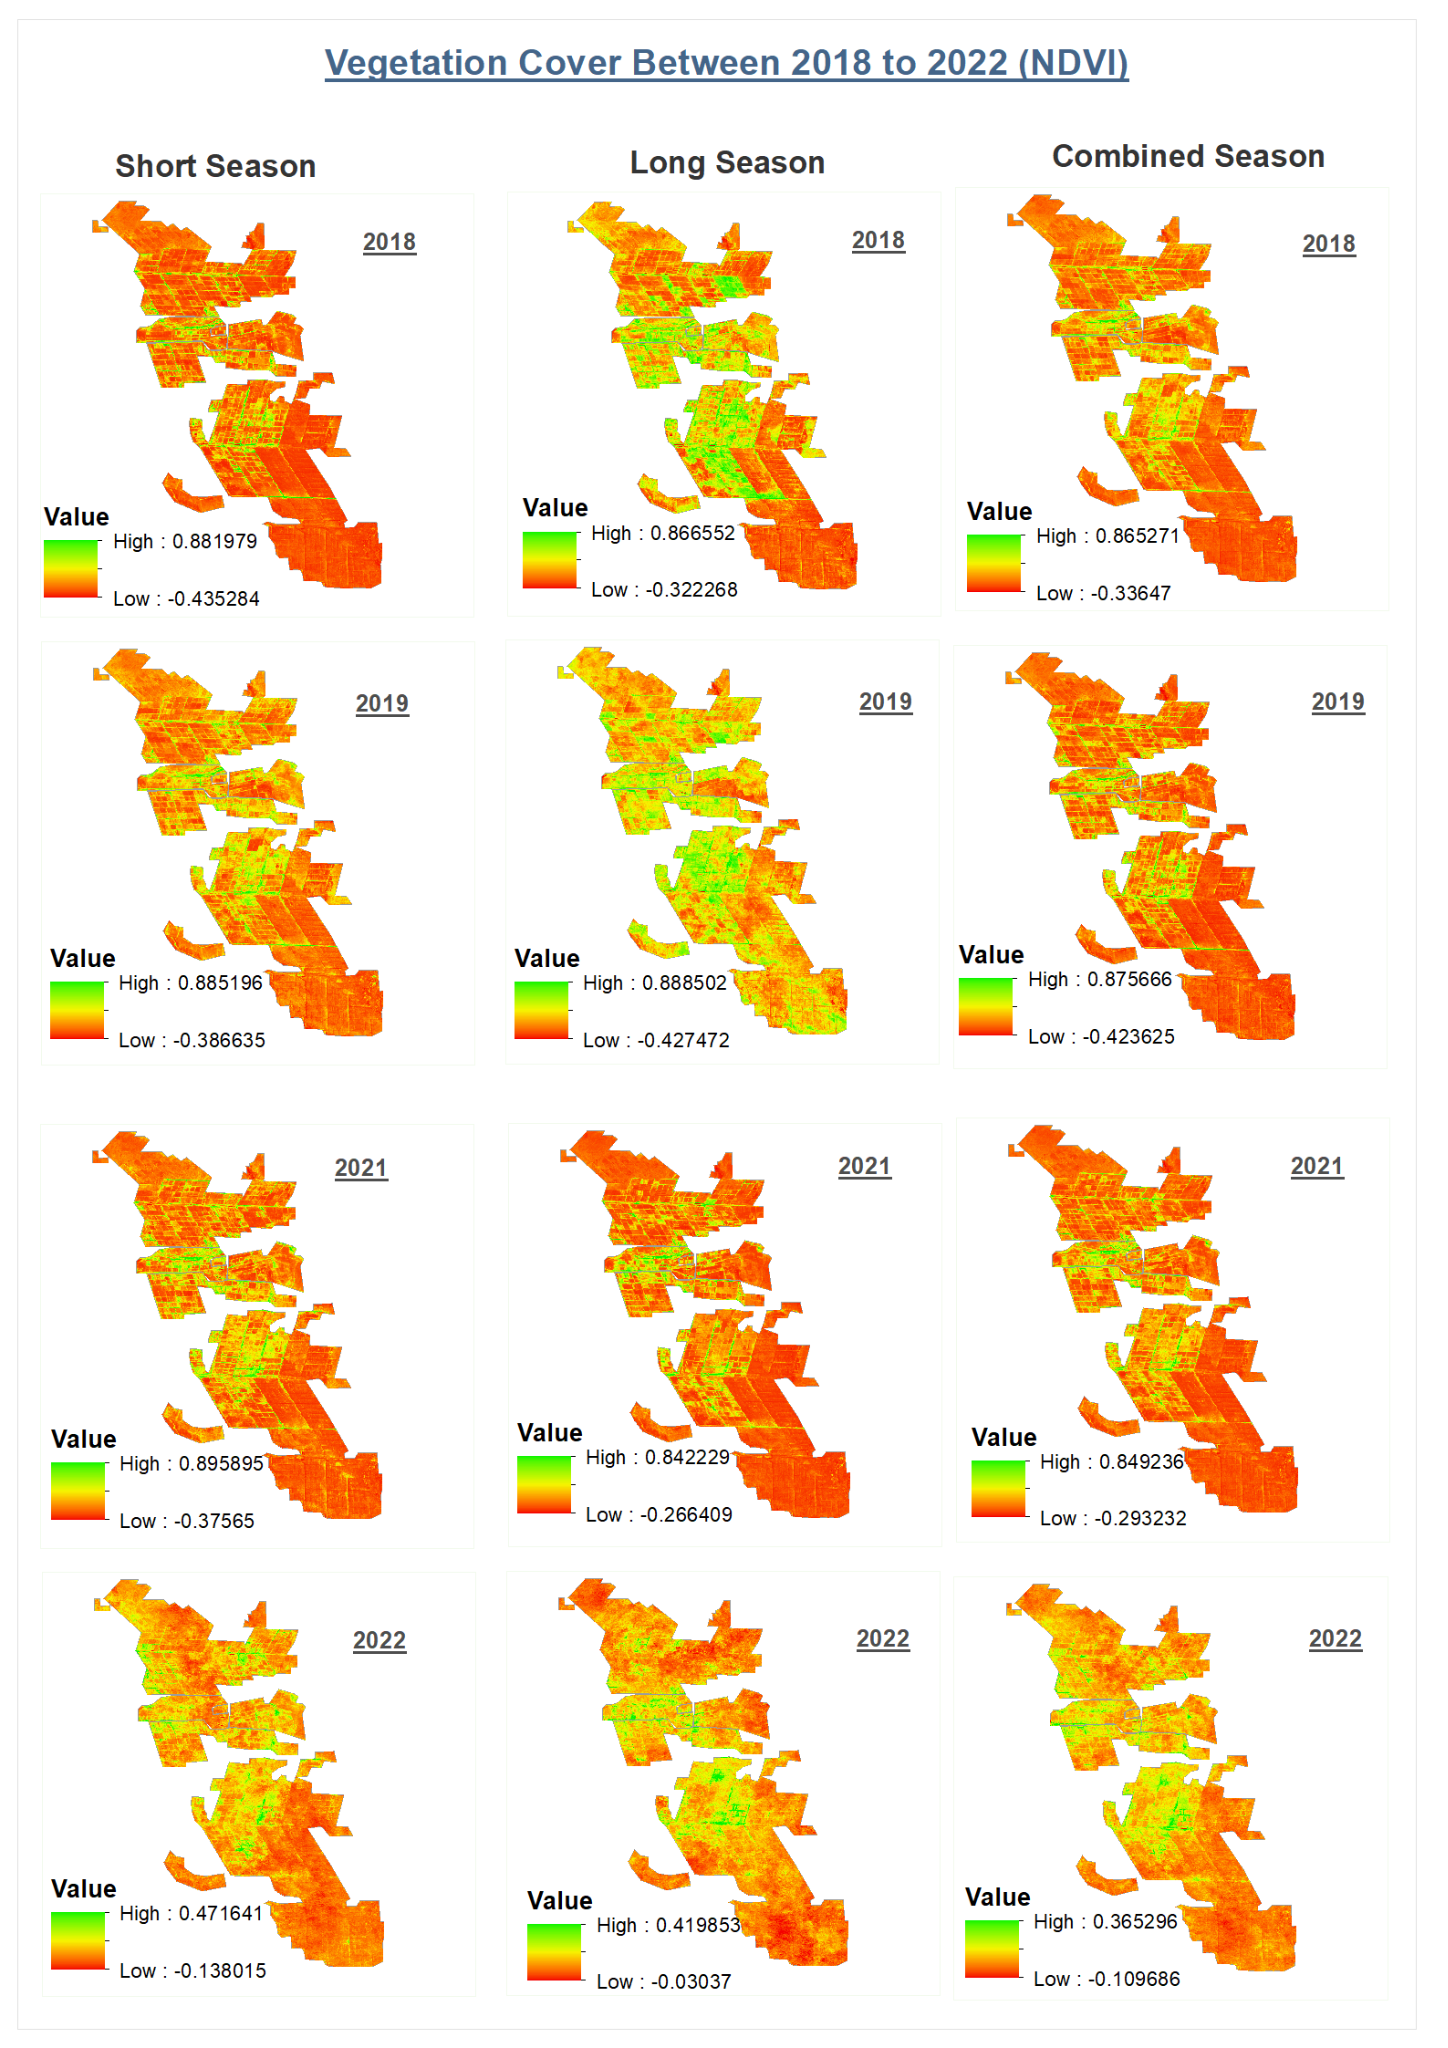 Vegetation Cover Between 2018 to 2022 (NDVI)
Short Season
Long Season
Combined Season
2018
Value
High : 0.881979
Low : -0.435284
2018
Value
High : 0.866552
Low : -0.322268
2018
Value
High : 0.865271
Low : -0.33647
2019
Value
High : 0.885196
Low : -0.386635
2019
Value
High : 0.888502
Low : -0.427472
2019
Value
High : 0.875666
Low : -0.423625
2021
Value
High : 0.895895
Low : -0.37565
2021
Value
High : 0.842229
Low : -0.266409
2021
Value
High : 0.849236
Low : -0.293232
2022
Value
High : 0.471641
Low : -0.138015
2022
Value
High : 0.419853
Low : -0.03037
2022
Value
High : 0.365296
Low : -0.109686